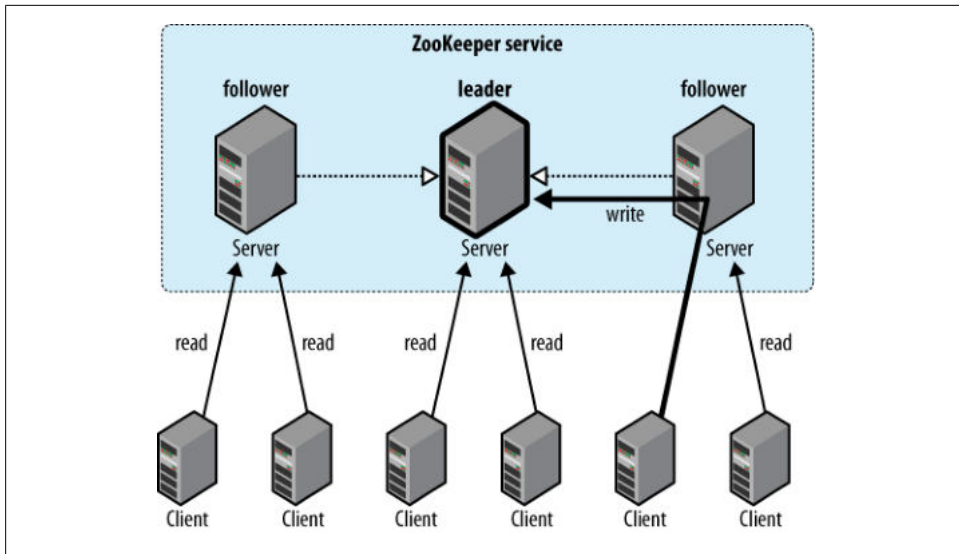 ZooKeeper service
follower leader follower
write
Server Server Server
read read read read read
Client Client Client Client Client Client